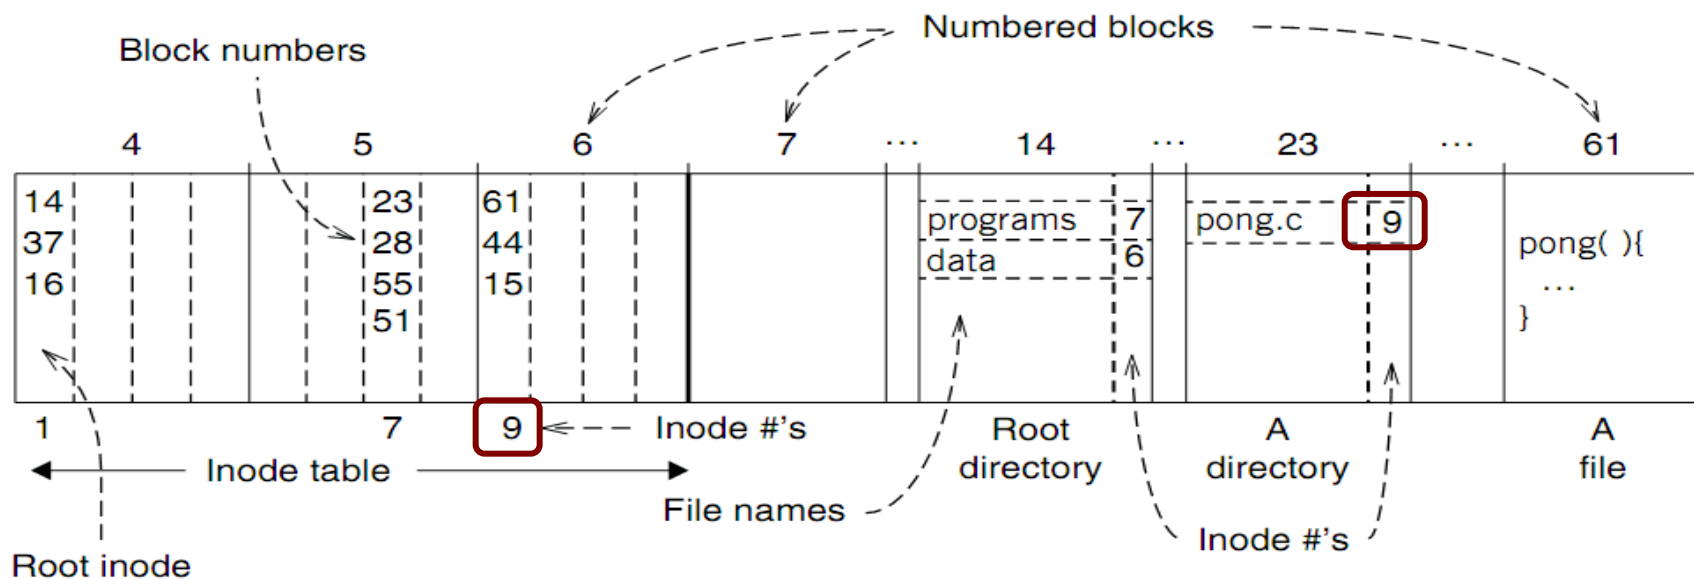 Numbered blocks
Block numbers
4 5 6 7 ... 14 ... 23 ... 61
14 23 61
programs 7 pong.c 9
37 28 44
pong( ){
data 6
16 55 15
...
51
}
1 7 9 Inode #'s
Root directory
A directory
A file
Inode table
File names
Inode #'s
Root inode